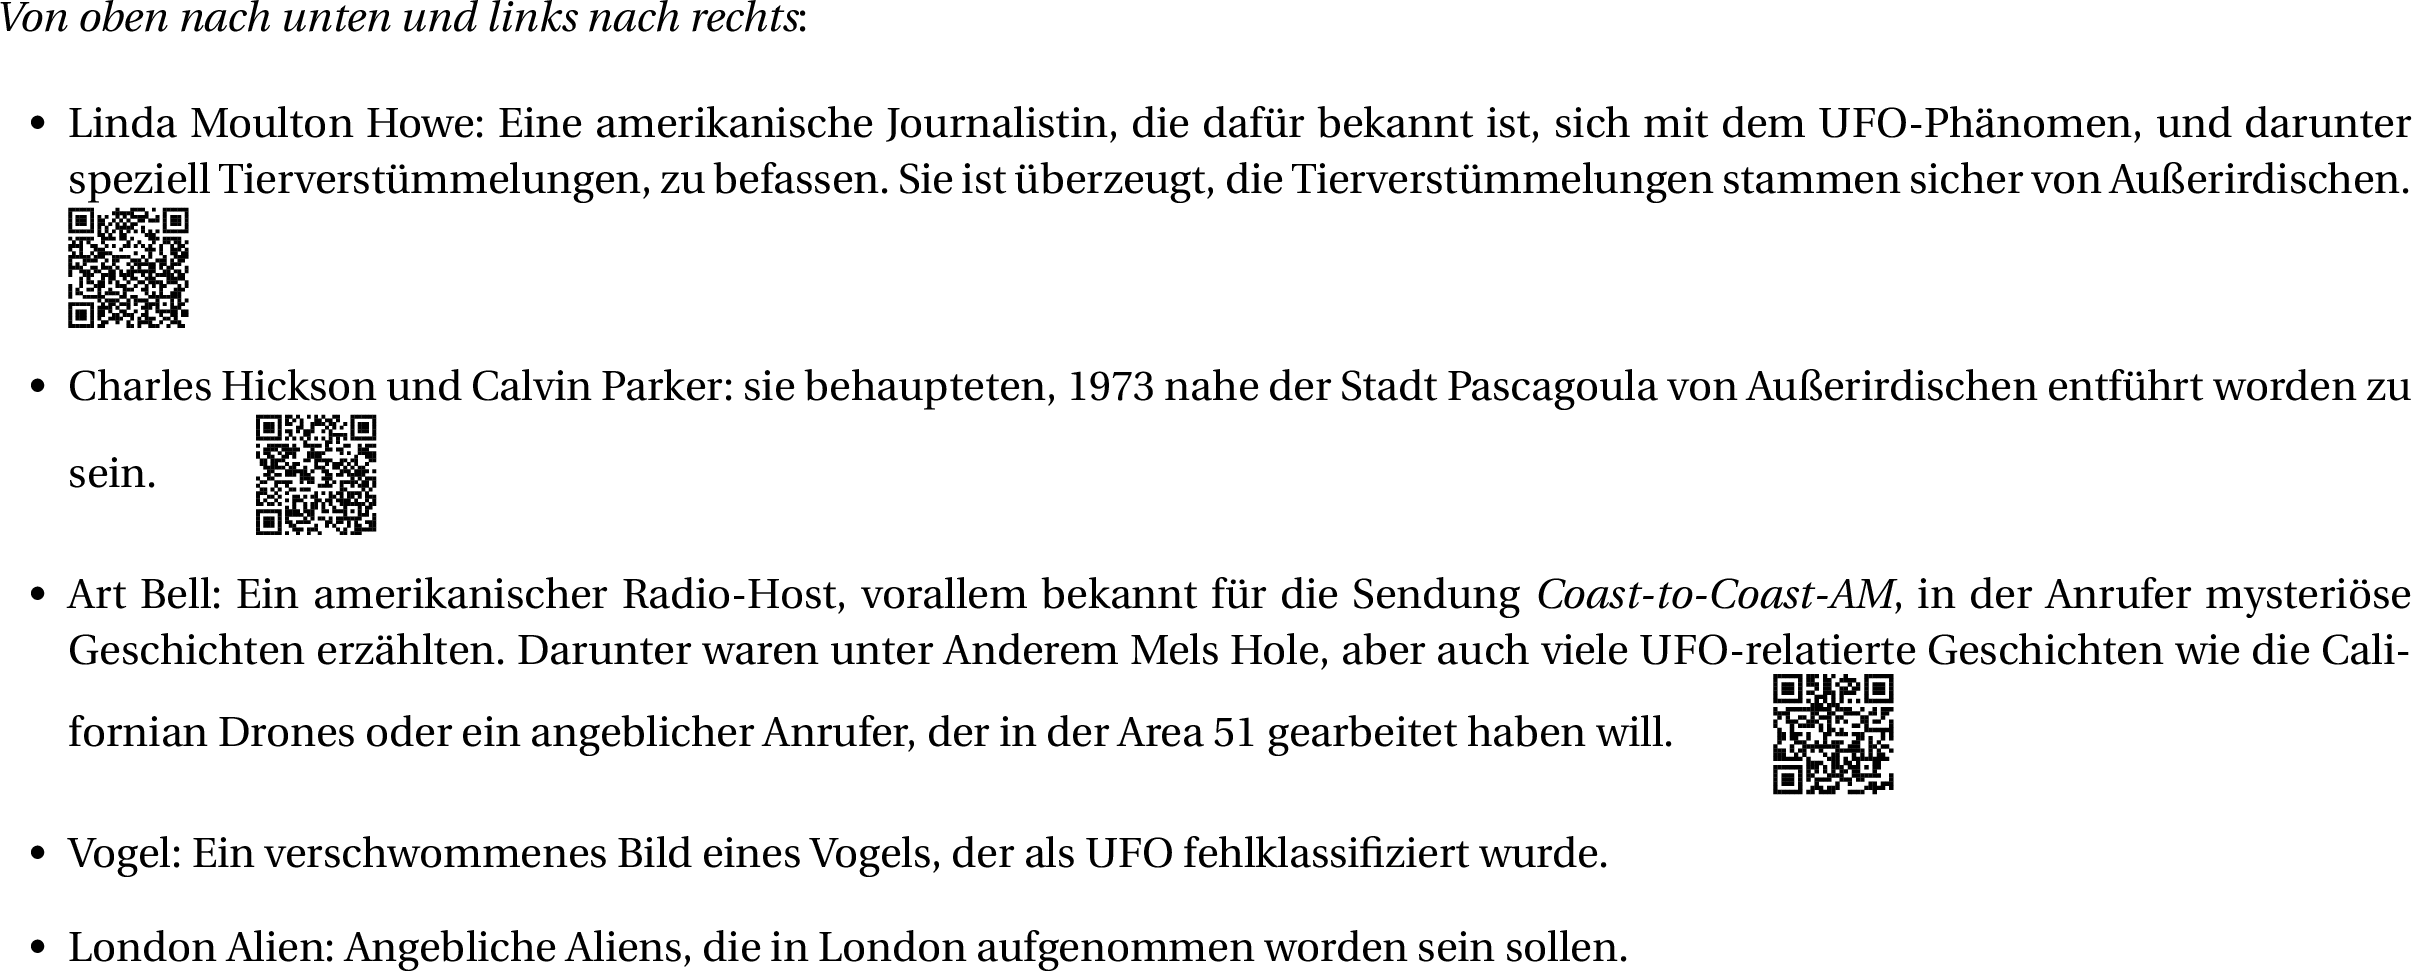 Von oben nach unten und links nach rechts:
• Linda Moulton Howe: Eine amerikanische Journalistin, die dafür bekannt ist, sich mit dem UFO-Phänomen, und darunter
speziell Tierverstümmelungen, zu befassen. Sie ist überzeugt, die Tierverstümmelungen stammen sicher von Außerirdischen.
• Charles Hickson und Calvin Parker: sie behaupteten, 1973 nahe der Stadt Pascagoula von Außerirdischen entführt worden zu
sein.
• Art Bell: Ein amerikanischer Radio-Host, vorallem bekannt für die Sendung Coast-to-Coast-AM, in der Anrufer mysteriöse
Geschichten erzählten. Darunter waren unter Anderem Mels Hole, aber auch viele UFO-relatierte Geschichten wie die Cali-
fornian Drones oder ein angeblicher Anrufer, der in der Area 51 gearbeitet haben will.
• Vogel: Ein verschwommenes Bild eines Vogels, der als UFO fehlklassifiziert wurde.
• London Alien: Angebliche Aliens, die in London aufgenommen worden sein sollen.